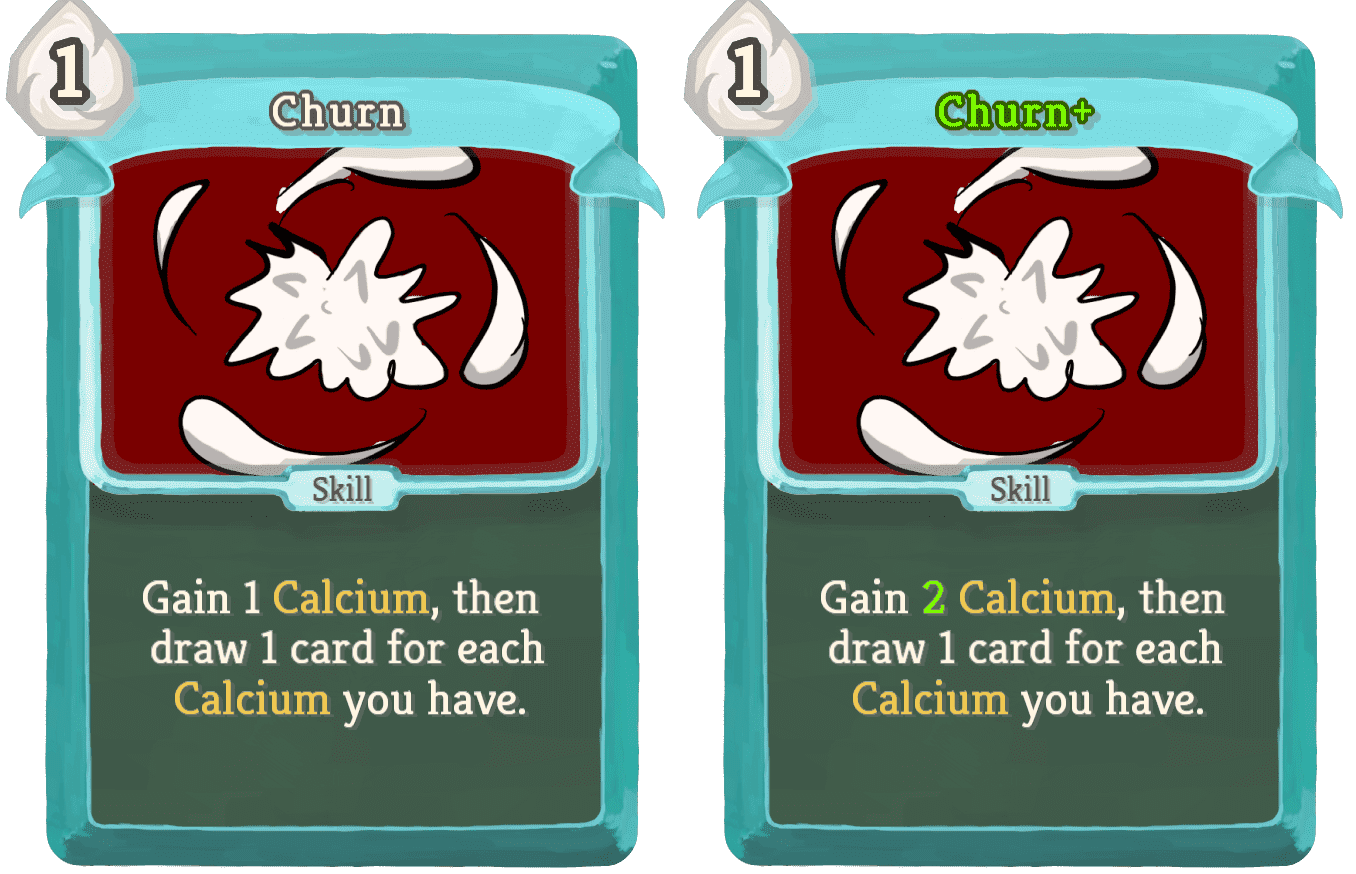 1
Churn
Skill
Gain 1 Calcium, then
draw 1 card for each
Calcium you have.
1
Churn+
Skill
Gain 2 Calcium, then
draw 1 card for each
Calcium you have.